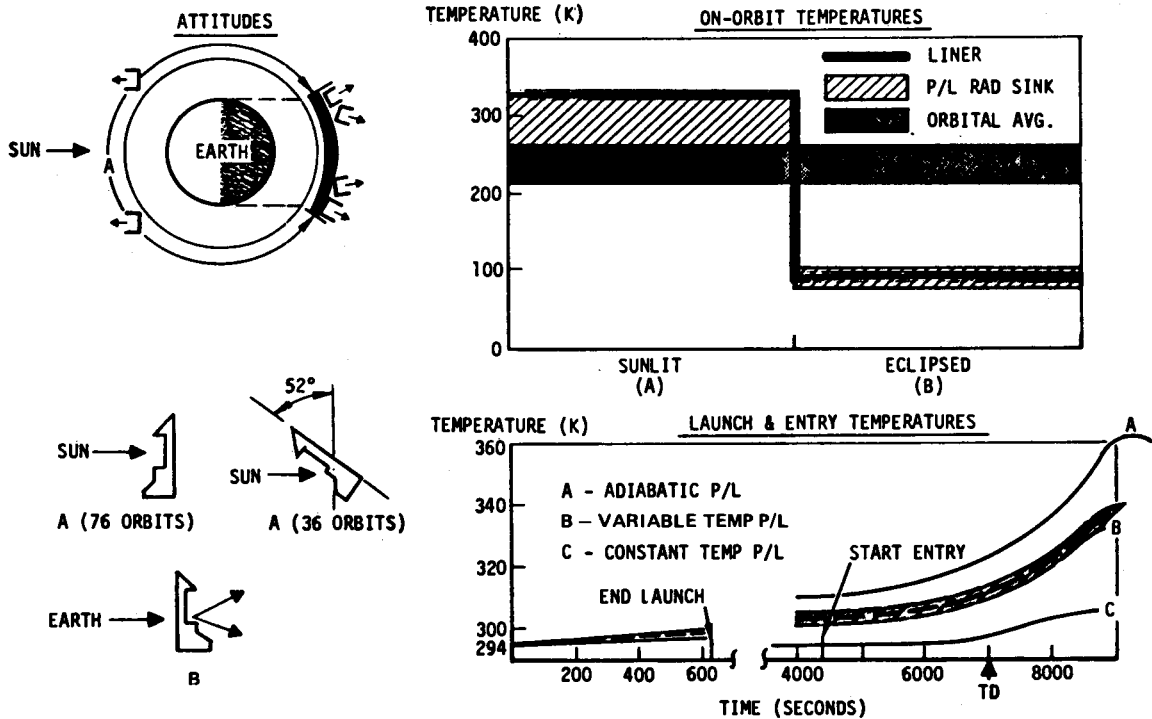 ATTITUDES
SUN
A
EARTH
52°
SUN
SUN
A (76 ORBITS)
A (36 ORBITS)
EARTH
B
TEMPERATURE (K)
ON-ORBIT TEMPERATURES
400
300
200
100
0
LINER
P/L RAD SINK
ORBITAL AVG.
SUNLIT
(A)
ECLIPSED
(B)
TEMPERATURE (K)
LAUNCH & ENTRY TEMPERATURES
360
340
320
300
294
A - ADIABATIC P/L
B – VARIABLE TEMP P/L
C - CONSTANT TEMP P/L
START ENTRY
END LAUNCH
A
B
C
200
400
600
4000
6000
8000
TD
TIME (SECONDS)